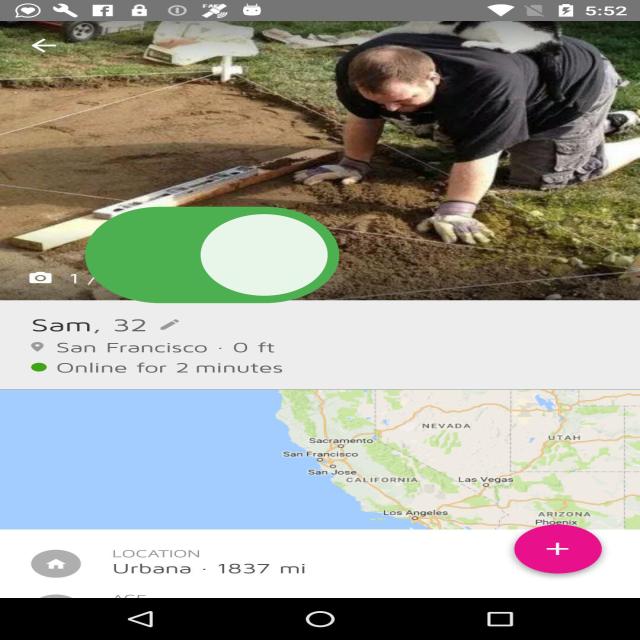 5:52
1/
Sam, 32
San Francisco · 0 ft
Online for 2 minutes
NEVADA
UTAH
Sacramento
San Francisco
San Jose
CALIFORNIA
Las Vegas
Los Angeles
ARIZONA
Phoenix
LOCATION
Urbana · 1837 mi
+